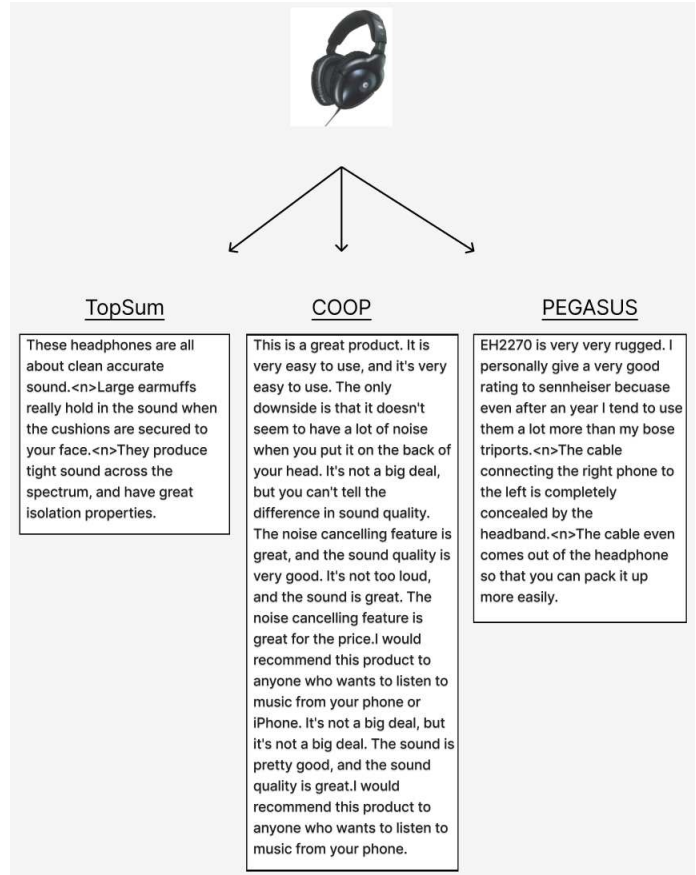 TopSum
These headphones are all
about clean accurate
sound.<n>Large earmuffs
really hold in the sound when
the cushions are secured to
your face.<n>They produce
tight sound across the
spectrum, and have great
isolation properties.
COOP
This is a great product. It is
very easy to use, and it's very
easy to use. The only
downside is that it doesn't
seem to have a lot of noise
when you put it on the back of
your head. It's not a big deal,
but you can't tell the
difference in sound quality.
The noise cancelling feature is
great, and the sound quality is
very good. It's not too loud,
and the sound is great. The
noise cancelling feature is
great for the price.I would
recommend this product to
anyone who wants to listen to
music from your phone or
iPhone. It's not a big deal, but
it's not a big deal. The sound is
pretty good, and the sound
quality is great.I would
recommend this product to
anyone who wants to listen to
music from your phone.
PEGASUS
EH2270 is very very rugged. I
personally give a very good
rating to sennheiser becuase
even after an year I tend to use
them a lot more than my bose
triports.<n>The cable
connecting the right phone to
the left is completely
concealed by the
headband.<n>The cable even
comes out of the headphone
so that you can pack it up
more easily.